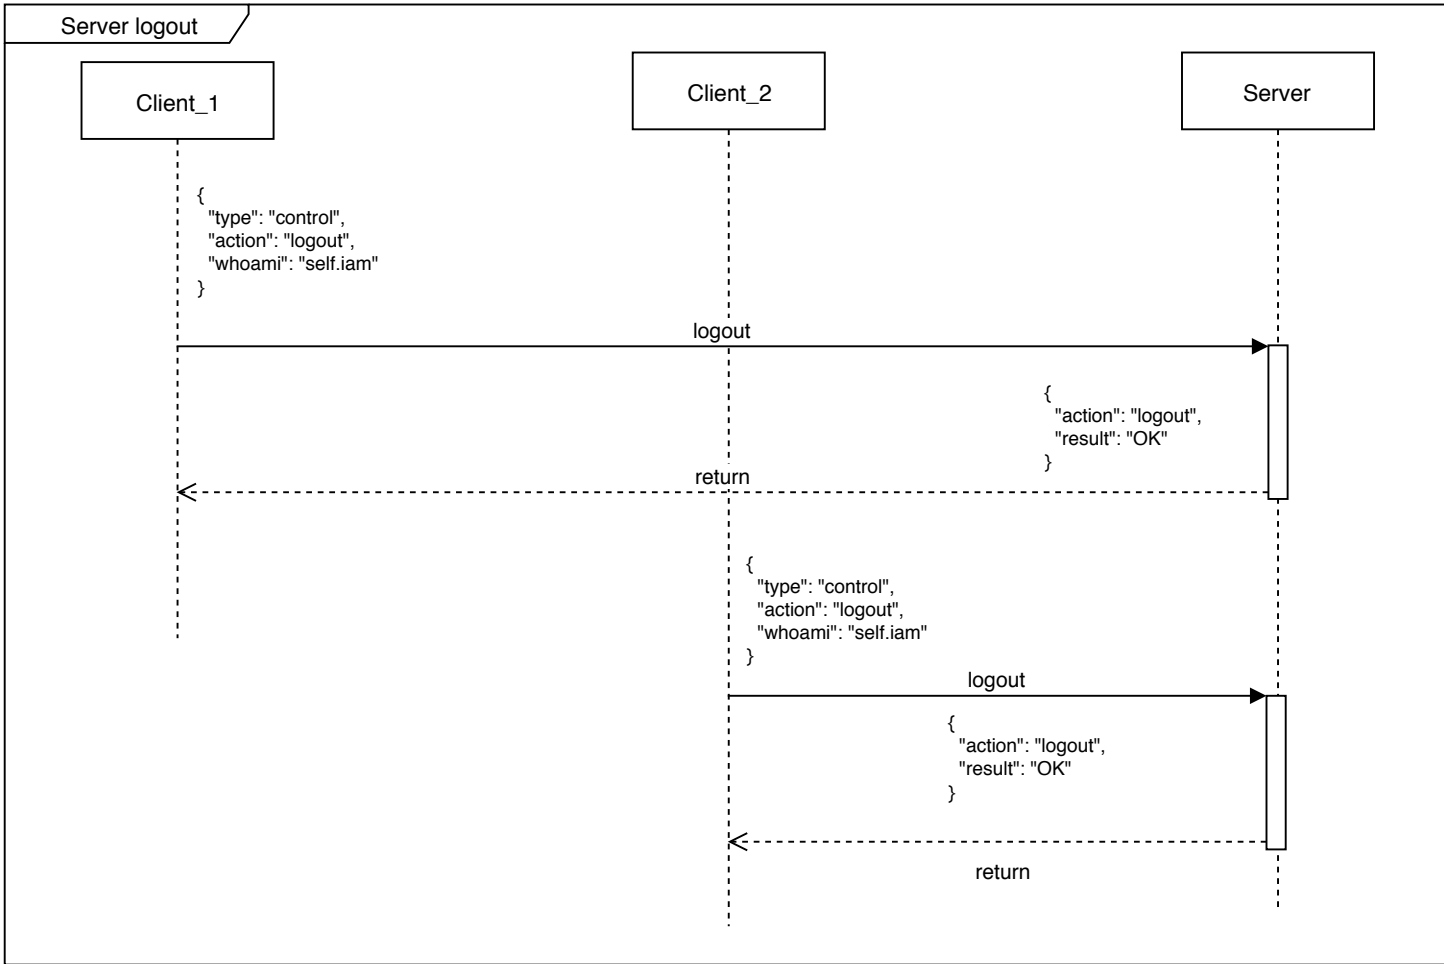 Server logout
Client_1
Client_2
Server
{
"type": "control",
"action": "logout",
"whoami": "self.iam"
}
logout
{
"action": "logout",
"result": "OK"
}
return
{
"type": "control",
"action": "logout",
"whoami": "self.iam"
}
logout
{
"action": "logout",
"result": "OK"
}
return